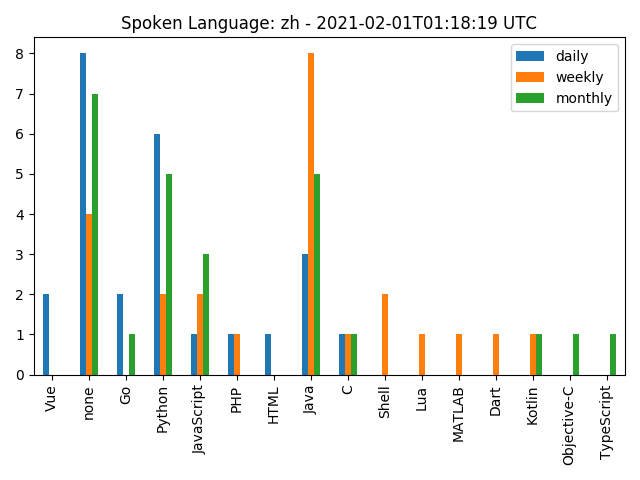 Spoken Language: zh - 2021-02-01T01:18:19 UTC
daily
weekly
monthly
8
7
6
5
4
3
2
1
0
Vue
none
Go
Python
JavaScript
PHP
HTML
Java
C
Shell
Lua
MATLAB
Dart
Kotlin
Objective-C
TypeScript